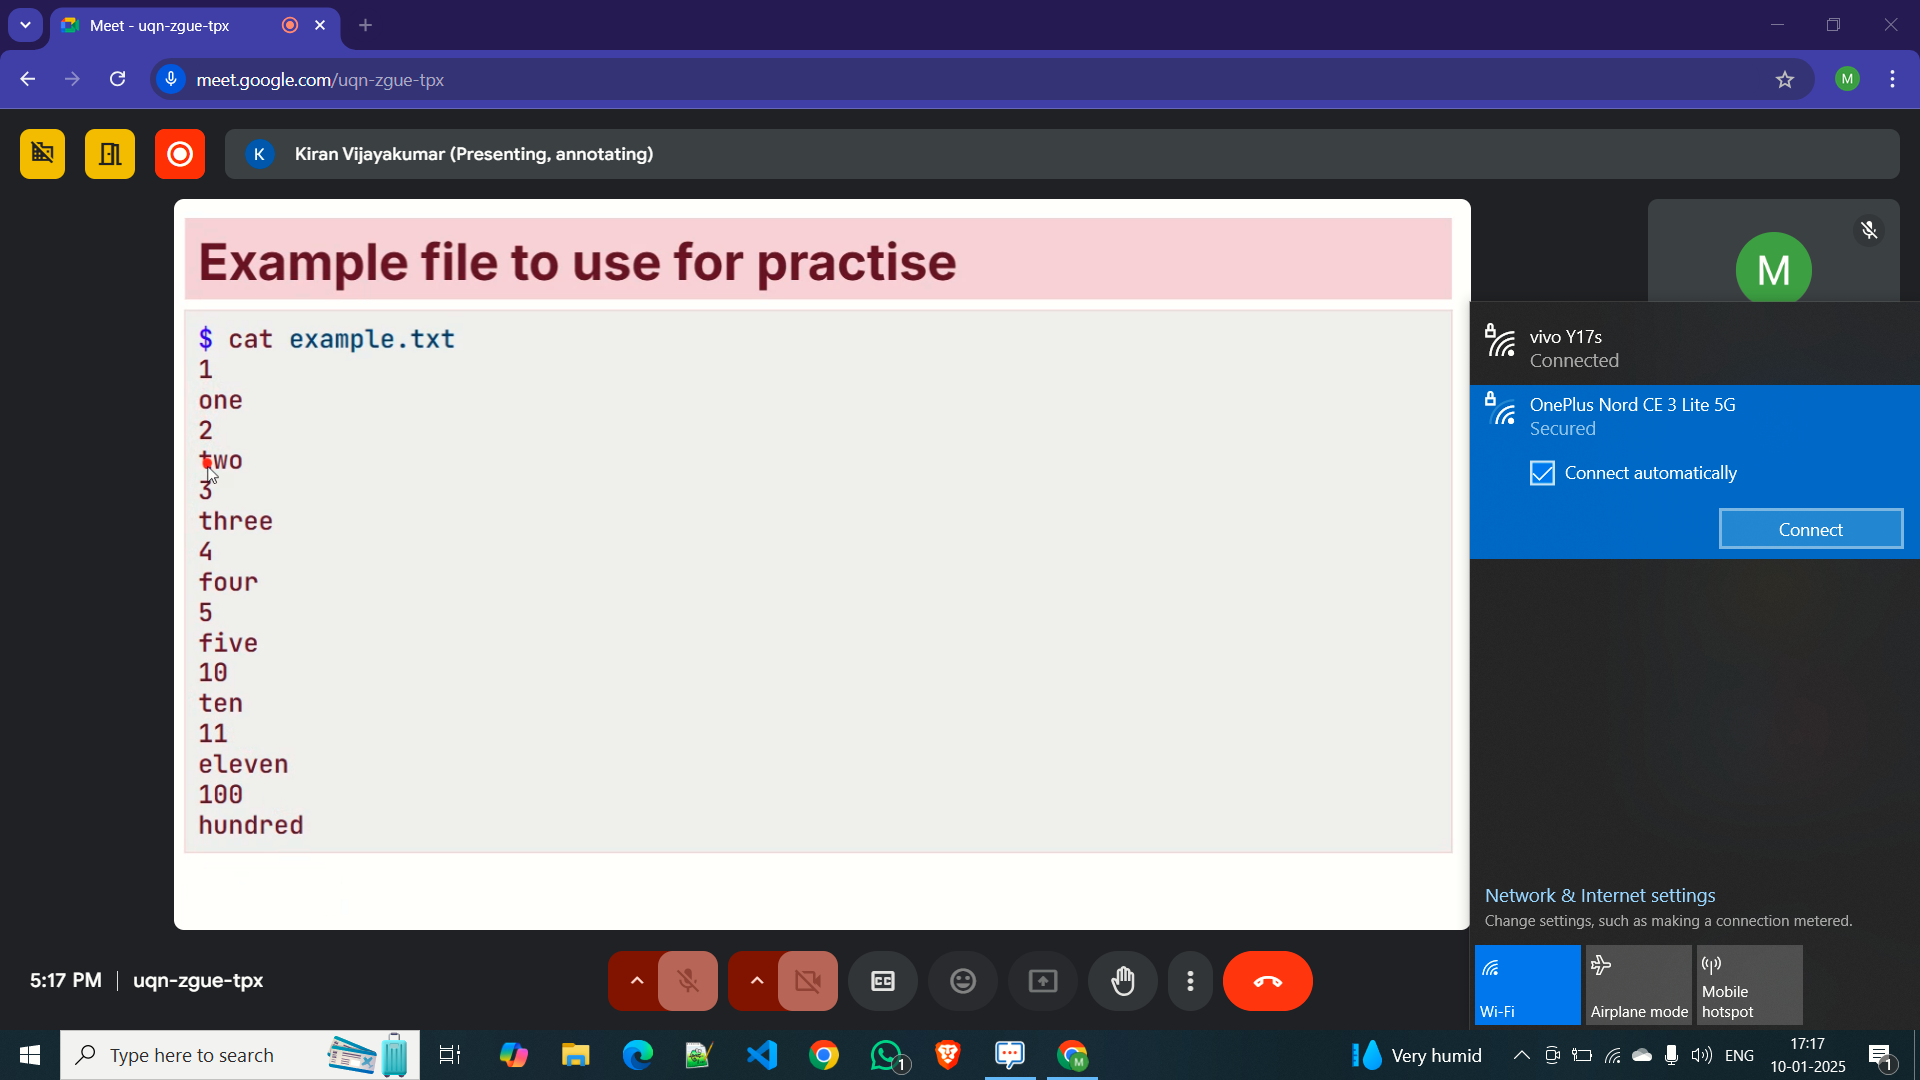 Meet - uqn-zgue-tpx
meet.google.com/uqn-zgue-tpx
M
K
Kiran Vijayakumar (Presenting, annotating)
Example file to use for practise
$ cat example.txt
1
one
2
two
3
three
4
four
5
five
10
ten
11
eleven
100
hundred
M
vivo Y17s
Connected
OnePlus Nord CE 3 Lite 5G
Secured
Connect automatically
Connect
Network & Internet settings
Change settings, such as making a connection metered.
Wi-Fi
Airplane mode
Mobile
hotspot
5:17 PM
uqn-zgue-tpx
CC
Type here to search
1
M
Very humid
ENG
17:17
10-01-2025
1